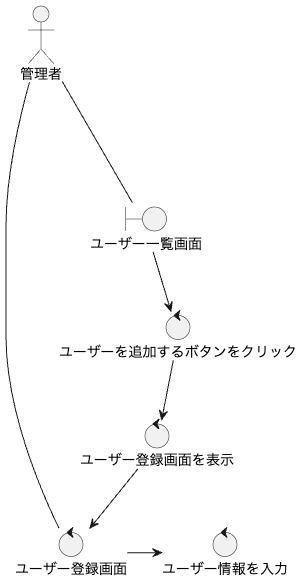 管理者
ユーザー一覧画面
ユーザーを追加するボタンをクリック
ユーザー登録画面を表示
ユーザー登録画面
ユーザー情報を入力